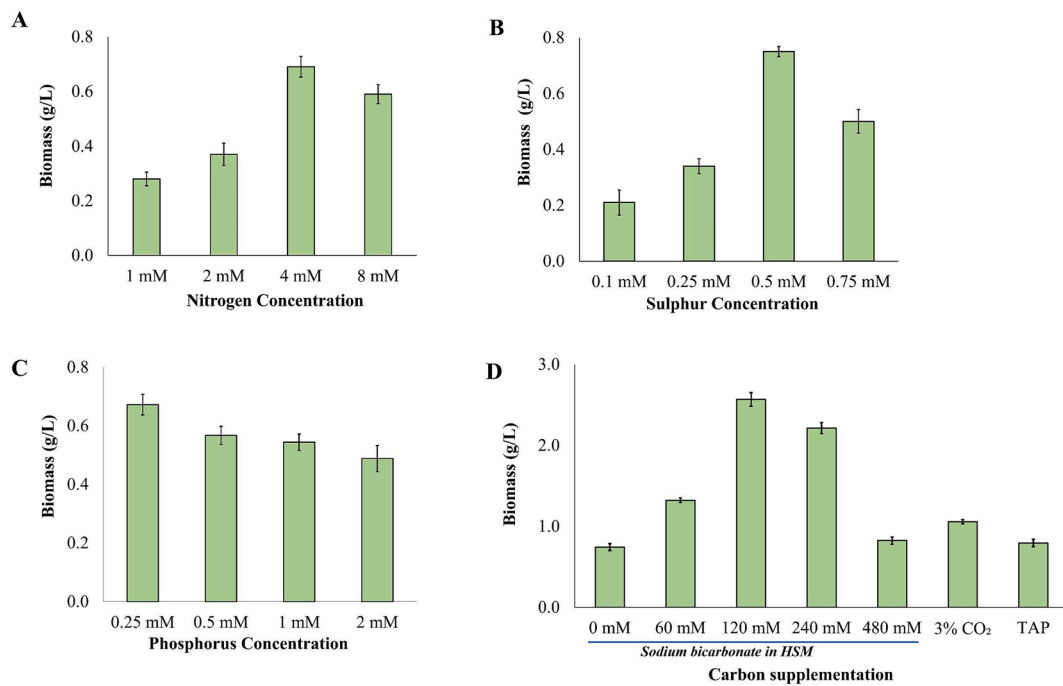 A
Biomass (g/L)
0.8
0.6
0.4
0.2
0.0
1 mM 2 mM 4 mM 8 mM
Nitrogen Concentration
B
Biomass (g/L)
0.8
0.6
0.4
0.2
0.0
0.1 mM 0.25 mM 0.5 mM 0.75 mM
Sulphur Concentration
C
Biomass (g/L)
0.8
0.6
0.4
0.2
0.0
0.25 mM 0.5 mM 1 mM 2 mM
Phosphorus Concentration
D
Biomass (g/L)
3.0
2.0
1.0
0.0
0 mM 60 mM 120 mM 240 mM 480 mM 3% CO₂ TAP
Sodium bicarbonate in HSM
Carbon supplementation